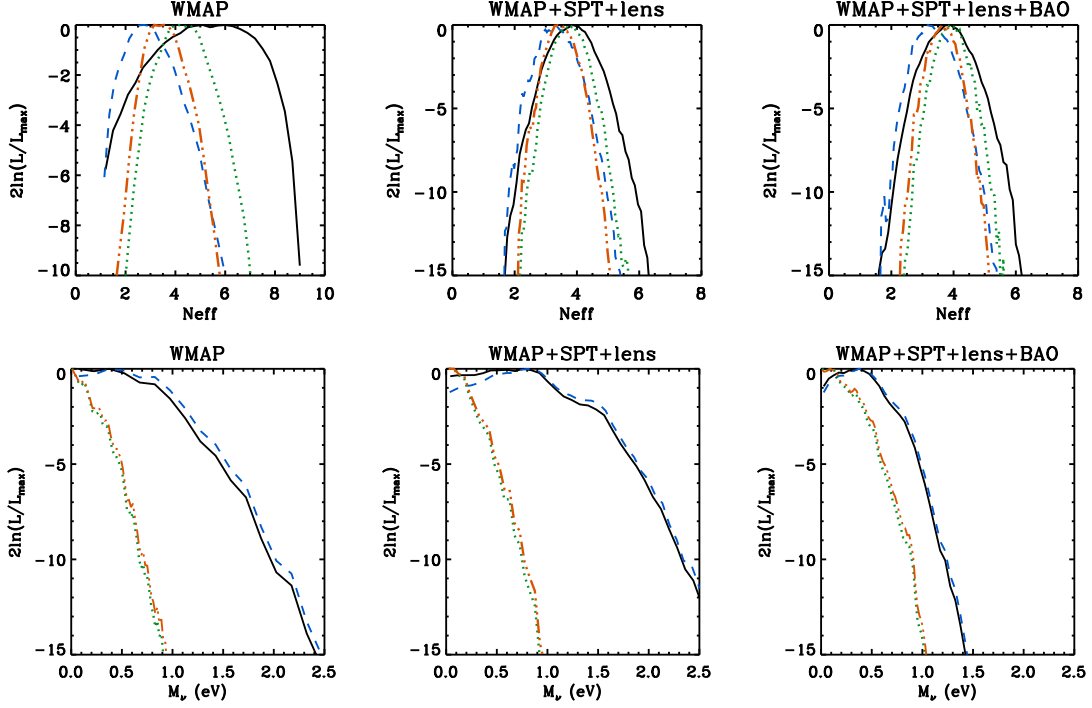 WMAP
WMAP+SPT+lens
WMAP+SPT+lens+BAO
2ln(L/Lmax)
0
−2
−4
−6
−8
−10
0 2 4 6 8 10
Neff
2ln(L/Lmax)
0
−5
−10
−15
0 2 4 6 8
Neff
2ln(L/Lmax)
0
−5
−10
−15
0 2 4 6 8
Neff
WMAP
WMAP+SPT+lens
WMAP+SPT+lens+BAO
2ln(L/Lmax)
0
−5
−10
−15
0.0 0.5 1.0 1.5 2.0 2.5
Mν (eV)
2ln(L/Lmax)
0
−5
−10
−15
0.0 0.5 1.0 1.5 2.0 2.5
Mν (eV)
2ln(L/Lmax)
0
−5
−10
−15
0.0 0.5 1.0 1.5 2.0 2.5
Mν (eV)